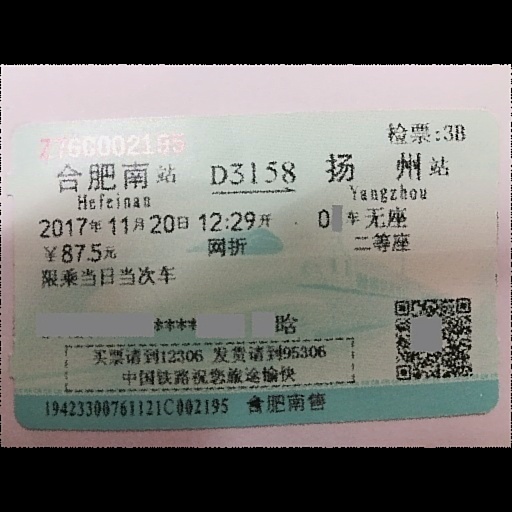 检票:3B
Z76C002195
合肥南站 D3158 扬州站
Hefeinan Yangzhou
2017年11月20日12:29开 0 车无座
¥87.5元 网折 二等座
限乘当日当次车
**** 晗
买票请到12306 发货请到95306
中国铁路祝您旅途愉快
19423300761121C002195 合肥南售